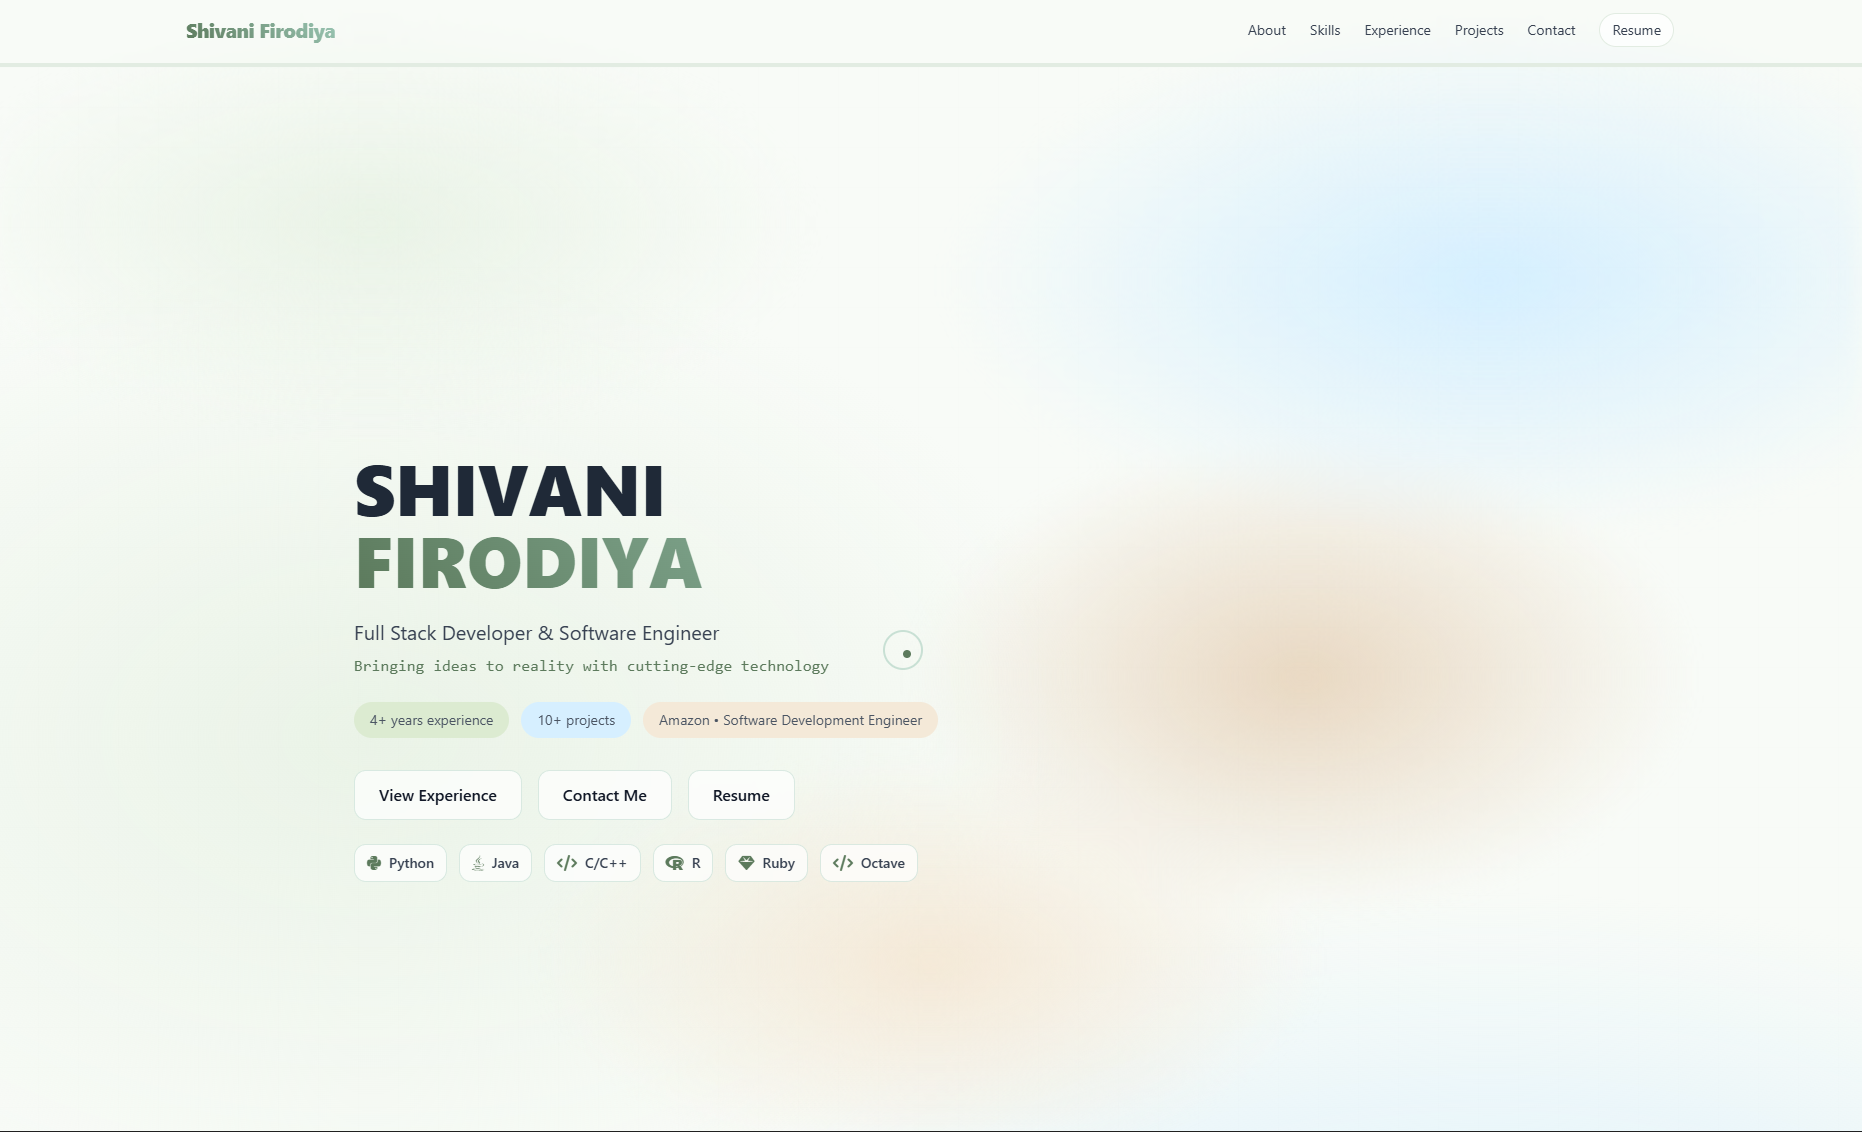 Shivani Firodiya
About Skills Experience Projects Contact Resume
SHIVANI
FIRODIYA
Full Stack Developer & Software Engineer
Bringing ideas to reality with cutting-edge technology
4+ years experience 10+ projects Amazon • Software Development Engineer
View Experience Contact Me Resume
Python Java C/C++ R Ruby Octave